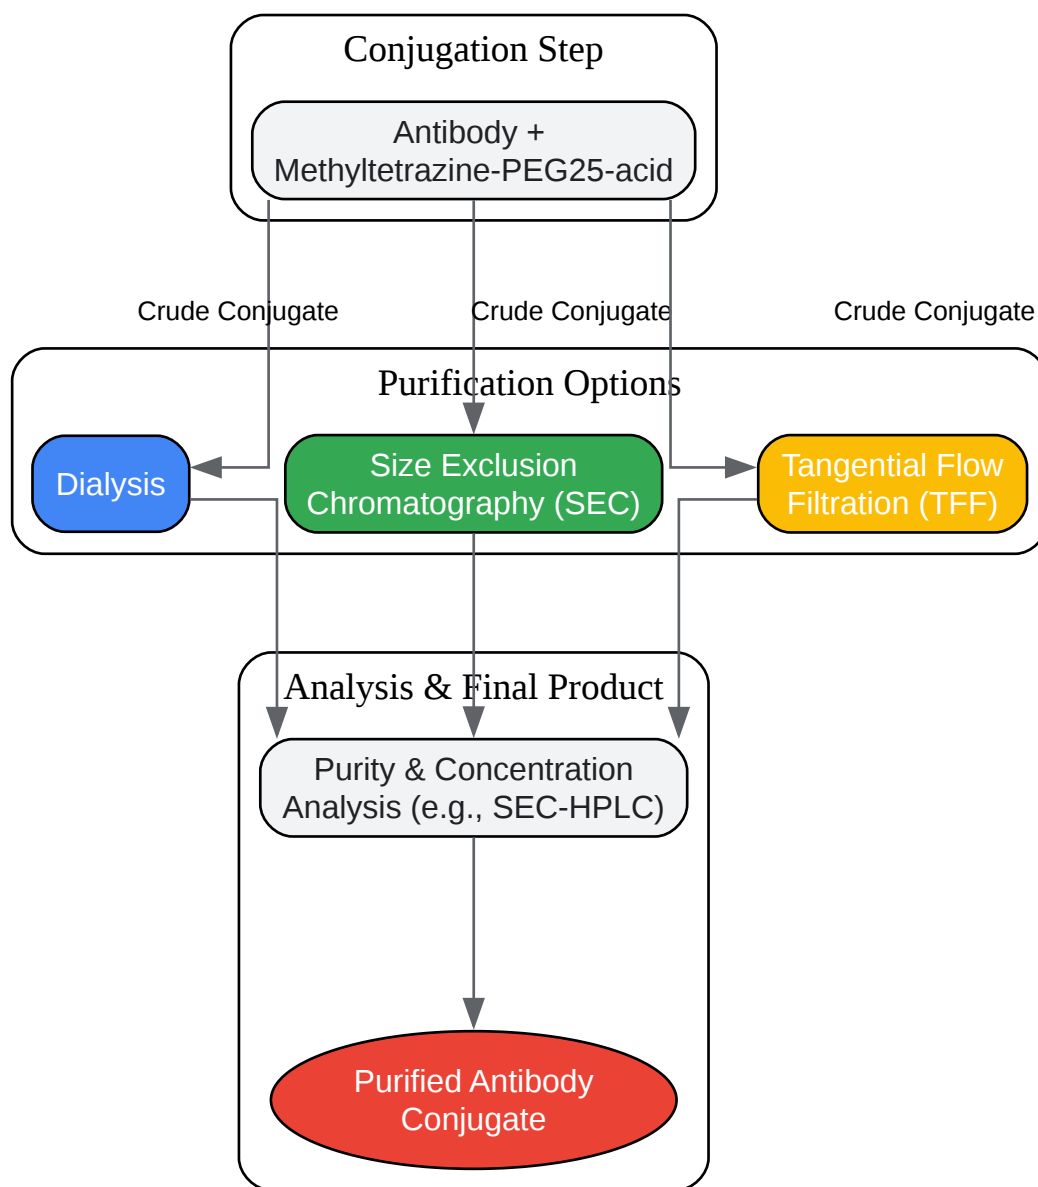 Conjugation Step
Antibody +
Methyltetrazine-PEG25-acid
Crude Conjugate
Crude Conjugate
Crude Conjugate
Purification Options
Dialysis
Size Exclusion
Chromatography (SEC)
Tangential Flow
Filtration (TFF)
Analysis & Final Product
Purity & Concentration
Analysis (e.g., SEC-HPLC)
Purified Antibody
Conjugate